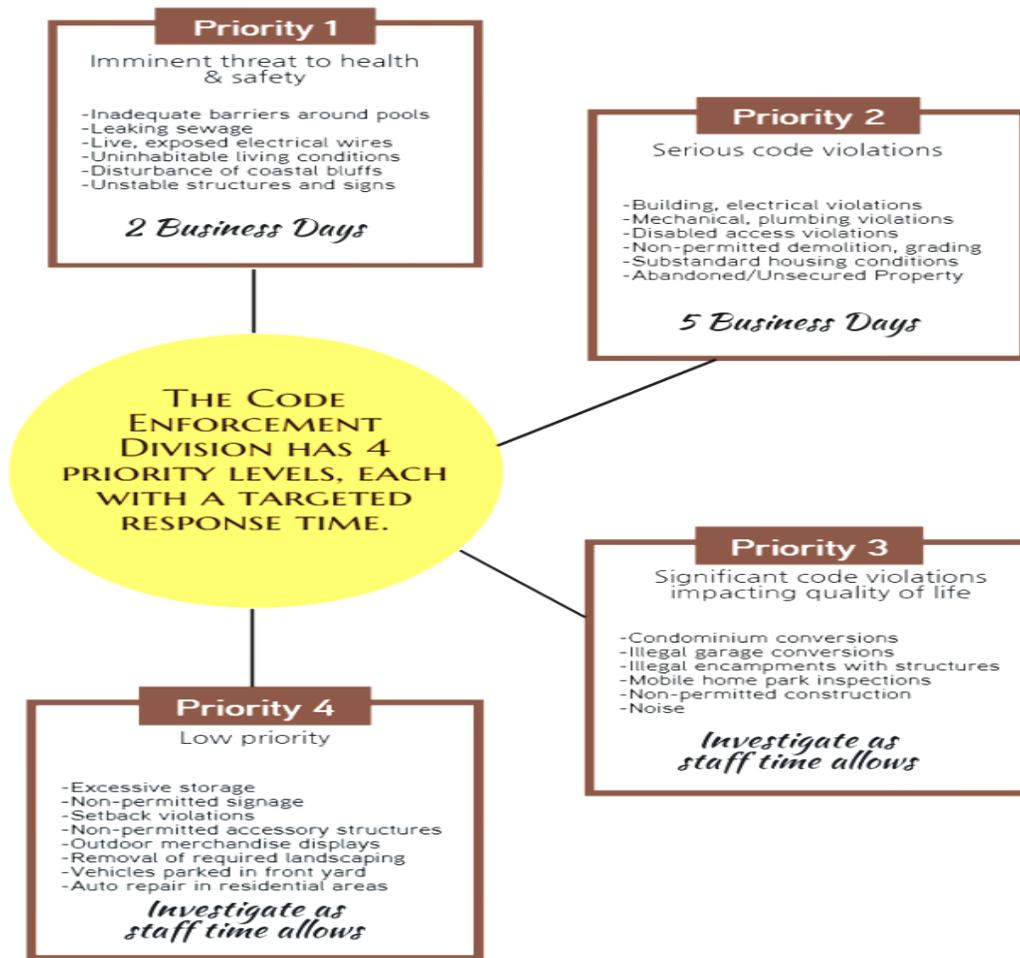 Priority 1
Imminent threat to health
& safety
-Inadequate barriers around pools
-Leaking sewage
-Live, exposed electrical wires
-Uninhabitable living conditions
-Disturbance of coastal bluffs
-Unstable structures and signs
2 Business Days
Priority 2
Serious code violations
-Building, electrical violations
-Mechanical, plumbing violations
-Disabled access violations
-Non-permitted demolition, grading
-Substandard housing conditions
-Abandoned/Unsecured Property
5 Business Days
The Code
Enforcement
Division has 4
priority levels, each
with a targeted
response time.
Priority 3
Significant code violations
impacting quality of life
-Condominium conversions
-Illegal garage conversions
-Illegal encampments with structures
-Mobile home park inspections
-Non-permitted construction
-Noise
Investigate as
staff time allows
Priority 4
Low priority
-Excessive storage
-Non-permitted signage
-Setback violations
-Non-permitted accessory structures
-Outdoor merchandise displays
-Removal of required landscaping
-Vehicles parked in front yard
-Auto repair in residential areas
Investigate as
staff time allows